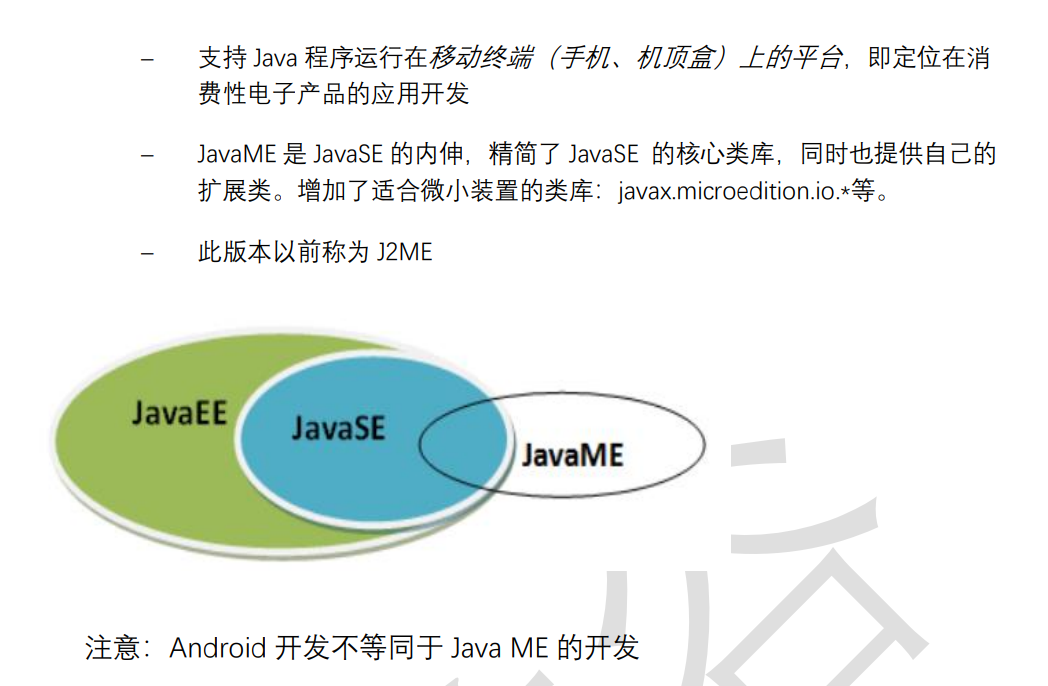 – 支持 Java 程序运行在移动终端（手机、机顶盒）上的平台，即定位在消
费性电子产品的应用开发
– JavaME 是 JavaSE 的内伸，精简了 JavaSE 的核心类库，同时也提供自己的
扩展类。增加了适合微小装置的类库：javax.microedition.io.*等。
– 此版本以前称为 J2ME
JavaEE
JavaSE
JavaME
注意：Android 开发不等同于 Java ME 的开发